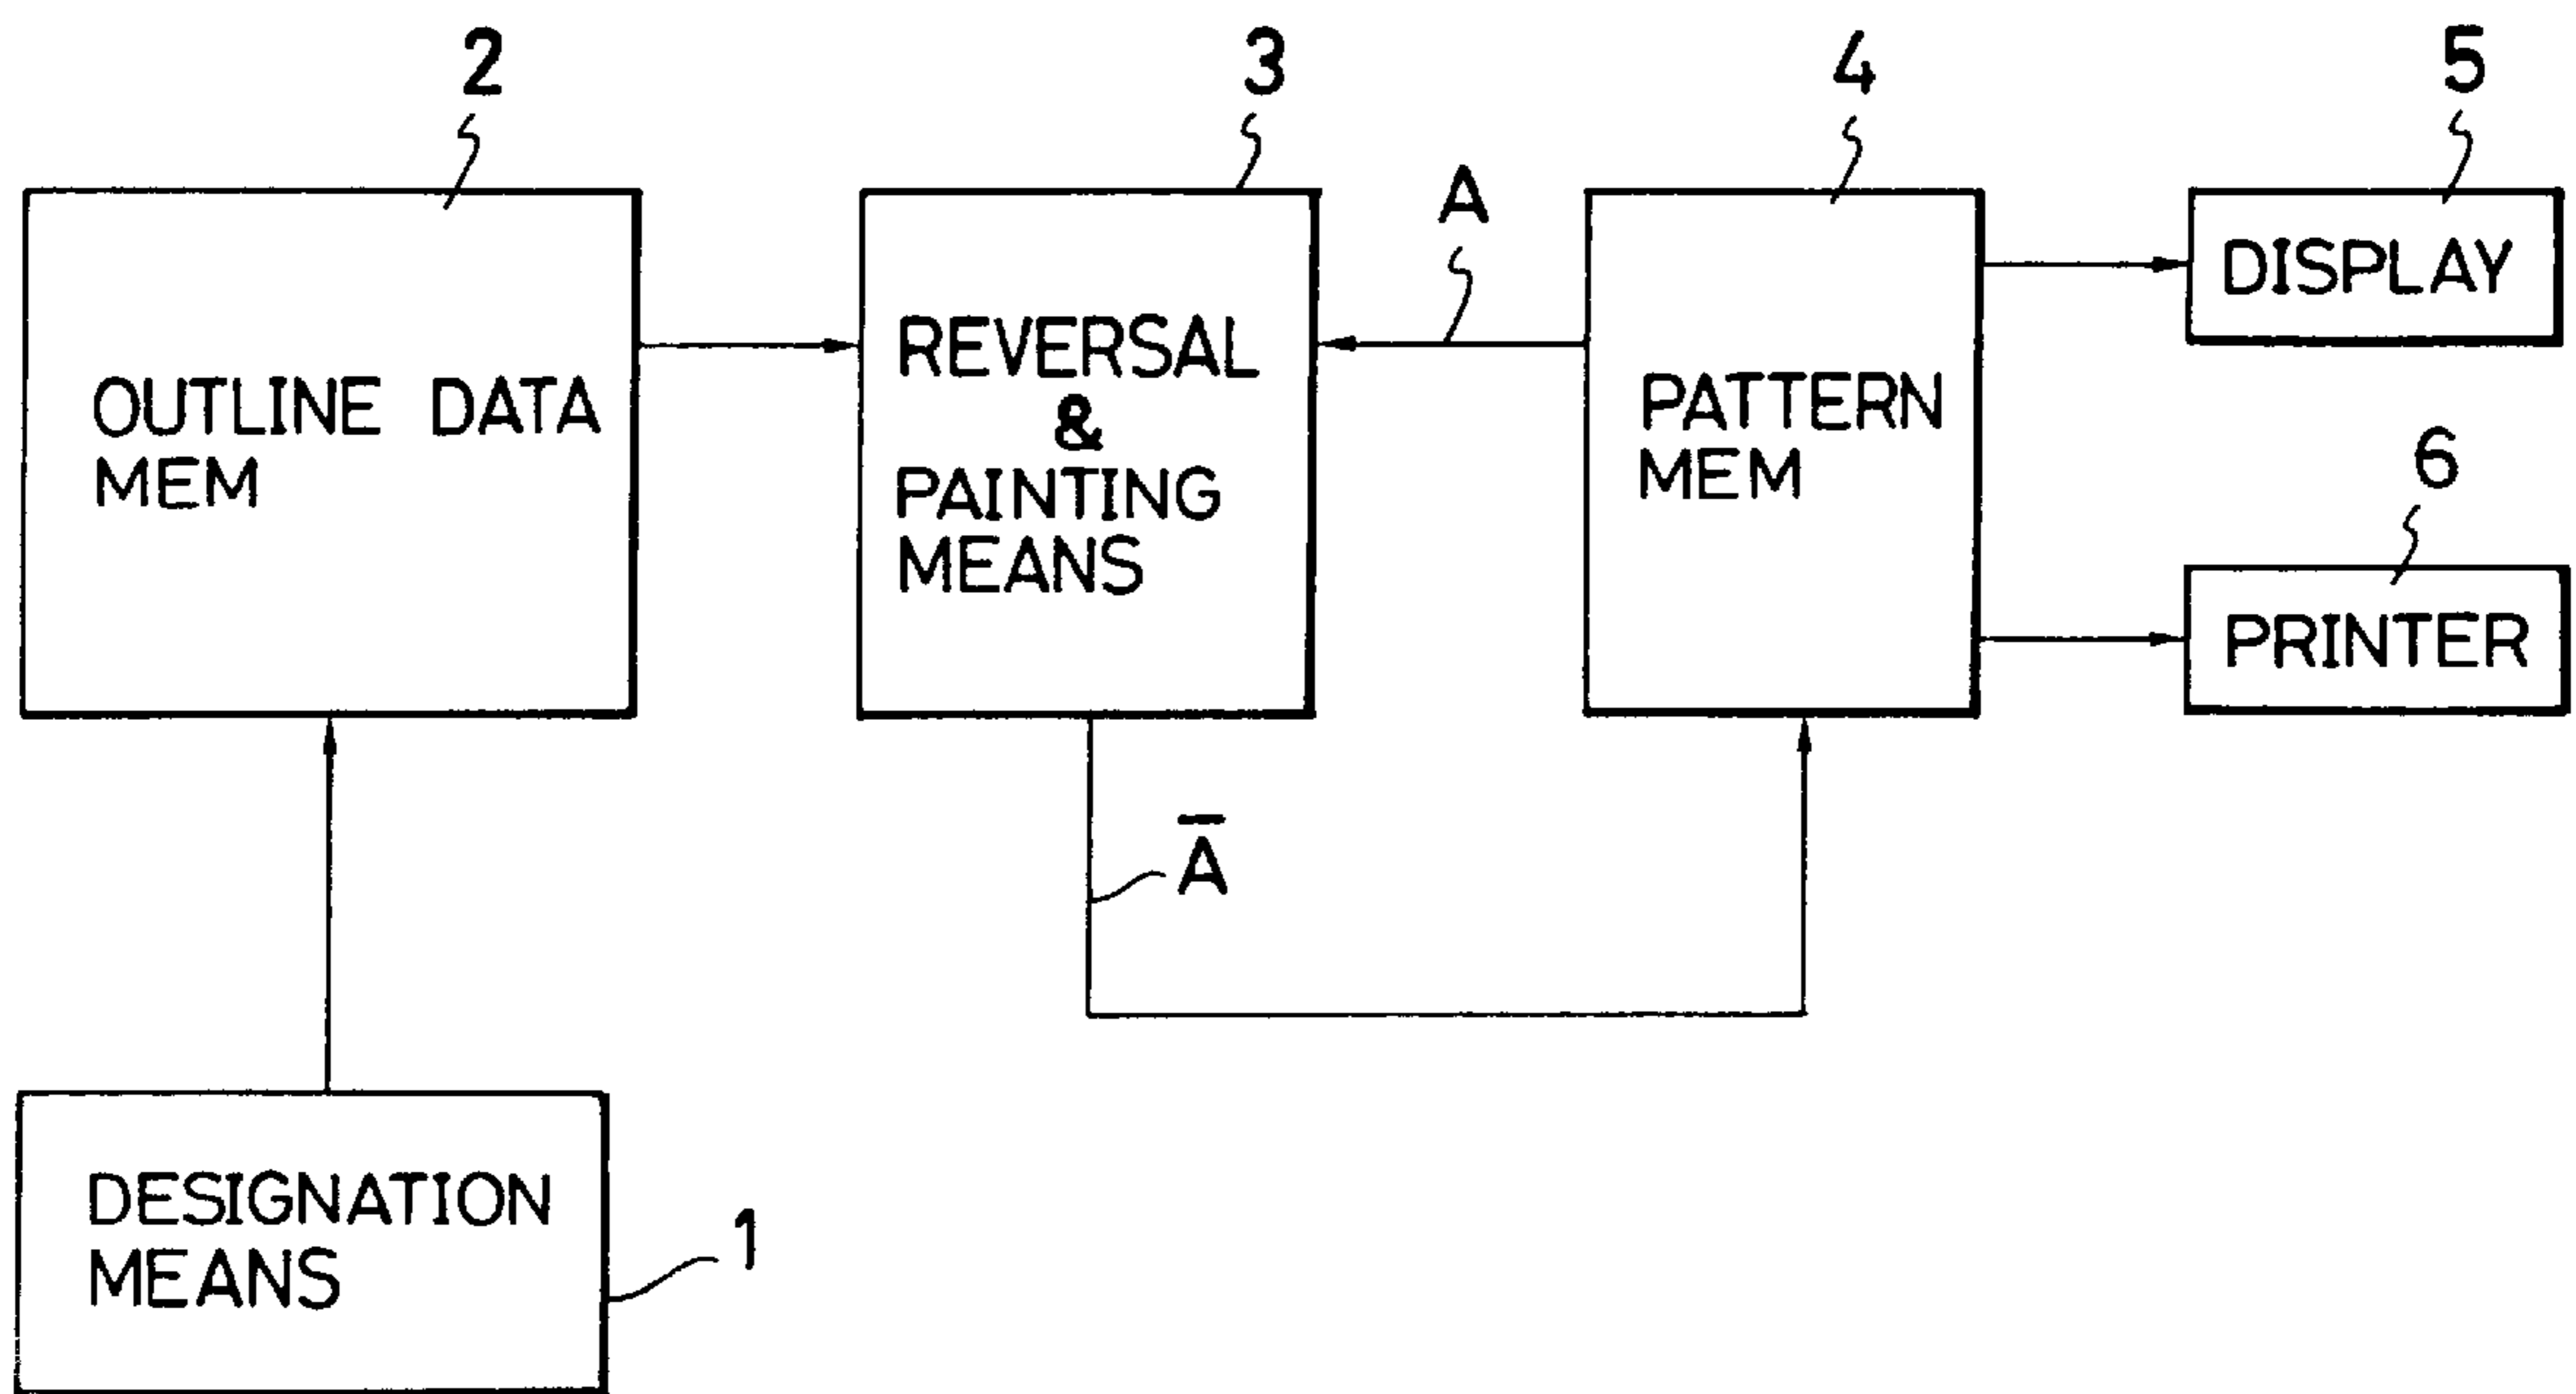 2
3
4
5
A
OUTLINE DATA
MEM
REVERSAL
&
PAINTING
MEANS
PATTERN
MEM
DISPLAY
6
PRINTER
A̅
DESIGNATION
MEANS
1